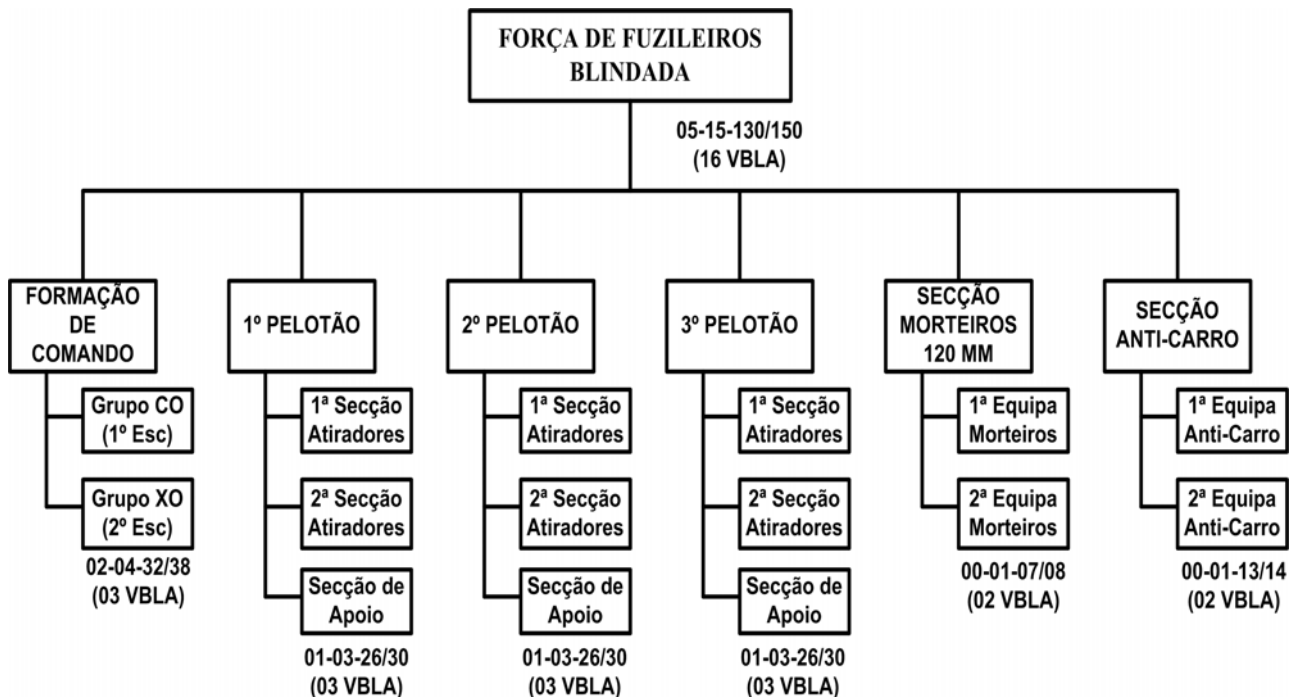 FORÇA DE FUZILEIROS
BLINDADA
05-15-130/150
(16 VBLA)
FORMAÇÃO
DE
COMANDO
Grupo CO
(1º Esc)
Grupo XO
(2º Esc)
02-04-32/38
(03 VBLA)
1º PELOTÃO
1ª Secção
Atiradores
2ª Secção
Atiradores
Secção de
Apoio
01-03-26/30
(03 VBLA)
2º PELOTÃO
1ª Secção
Atiradores
2ª Secção
Atiradores
Secção de
Apoio
01-03-26/30
(03 VBLA)
3º PELOTÃO
1ª Secção
Atiradores
2ª Secção
Atiradores
Secção de
Apoio
01-03-26/30
(03 VBLA)
SECÇÃO
MORTEIROS
120 MM
1ª Equipa
Morteiros
2ª Equipa
Morteiros
00-01-07/08
(02 VBLA)
SECÇÃO
ANTI-CARRO
1ª Equipa
Anti-Carro
2ª Equipa
Anti-Carro
00-01-13/14
(02 VBLA)